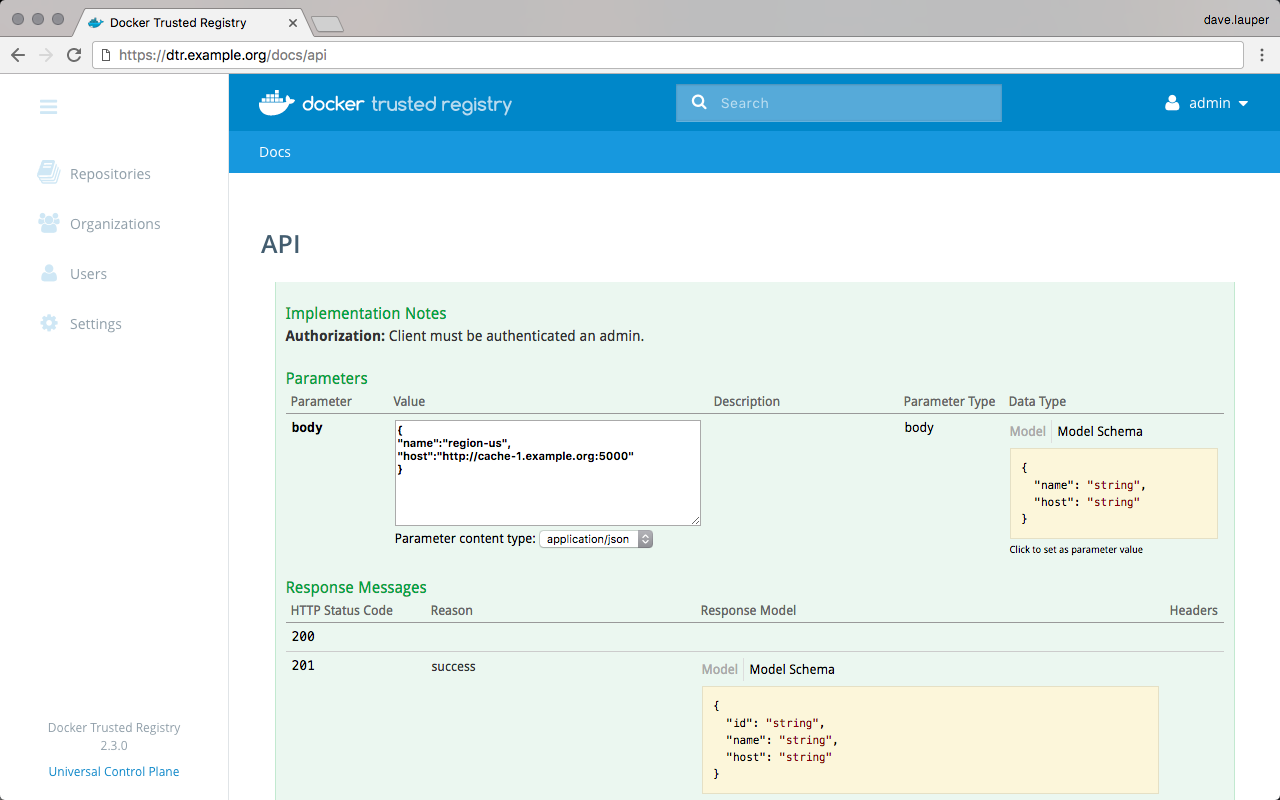 Docker Trusted Registry
dave.lauper
https://dtr.example.org/docs/api
docker trusted registry
Search
admin
Docs
Repositories
Organizations
Users
Settings
API
Implementation Notes
Authorization: Client must be authenticated an admin.
Parameters
Parameter Value Description Parameter Type Data Type
body
{
"name":"region-us",
"host":"http://cache-1.example.org:5000"
}
Parameter content type: application/json
body
Model Model Schema
{
"name": "string",
"host": "string"
}
Click to set as parameter value
Response Messages
HTTP Status Code Reason Response Model Headers
200
201 success
Model Model Schema
{
"id": "string",
"name": "string",
"host": "string"
}
Docker Trusted Registry
2.3.0
Universal Control Plane